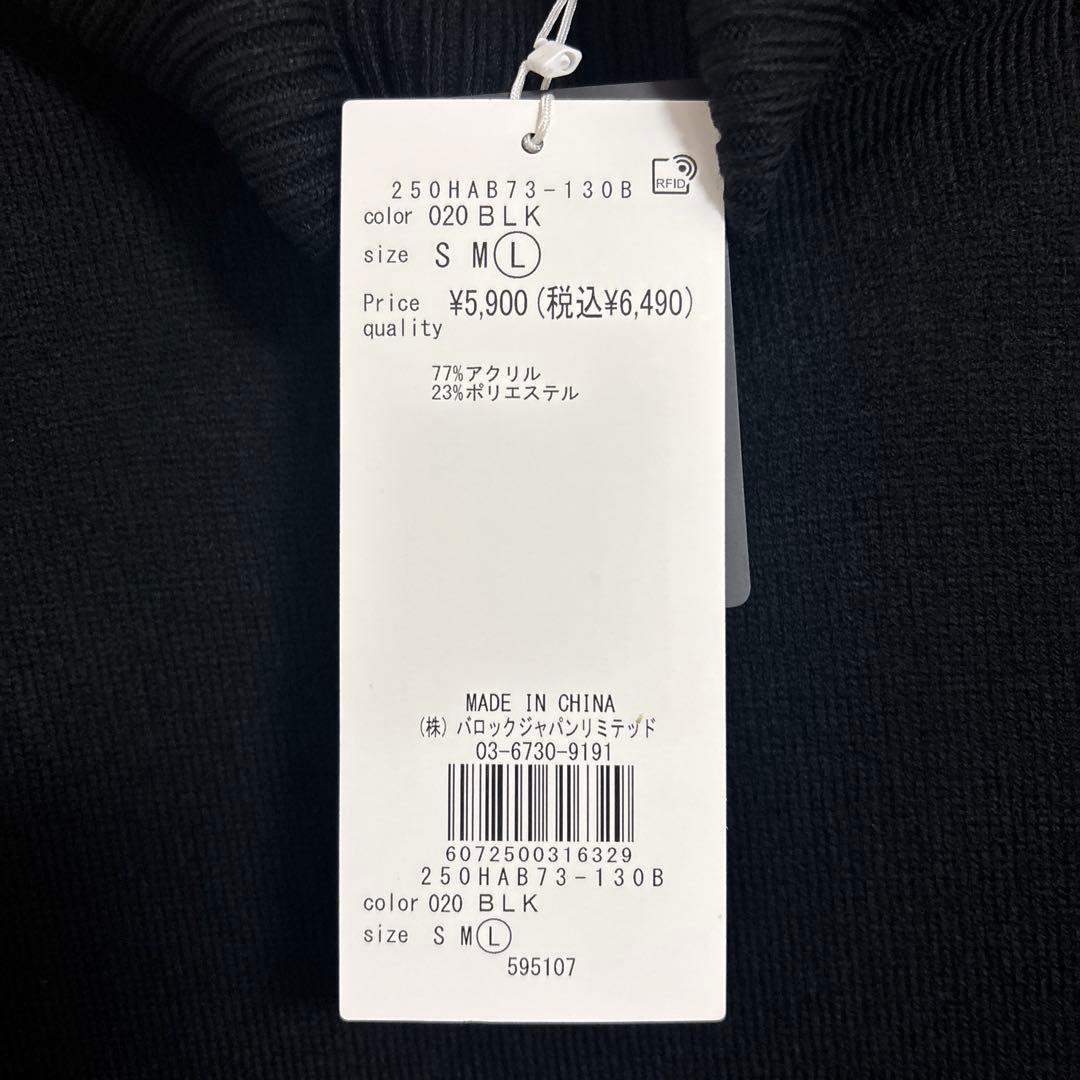 250HAB73-130B
RFID
color 020 BLK
size S M L
Price ¥5,900(税込¥6,490)
quality
77%アクリル
23%ポリエステル
MADE IN CHINA
(株)バロックジャパンリミテッド
03-6730-9191
6072500316329
250HAB73-130B
color 020 BLK
size S M L
595107